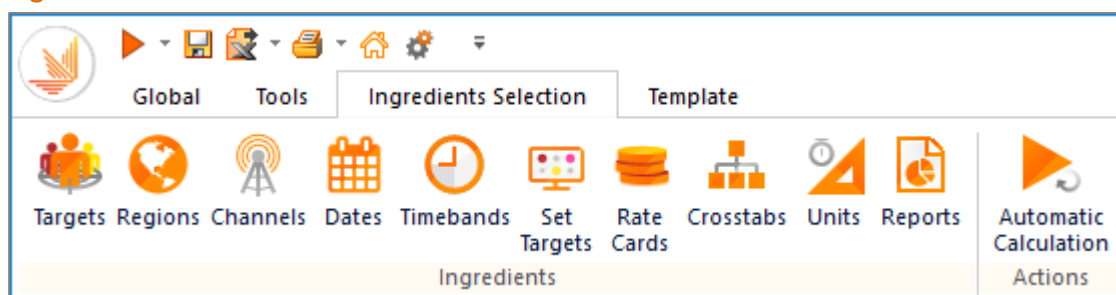 Global Tools Ingredients Selection Template
Targets Regions Channels Dates Timebands Set Targets Rate Cards Crosstabs Units Reports Automatic Calculation
Ingredients Actions